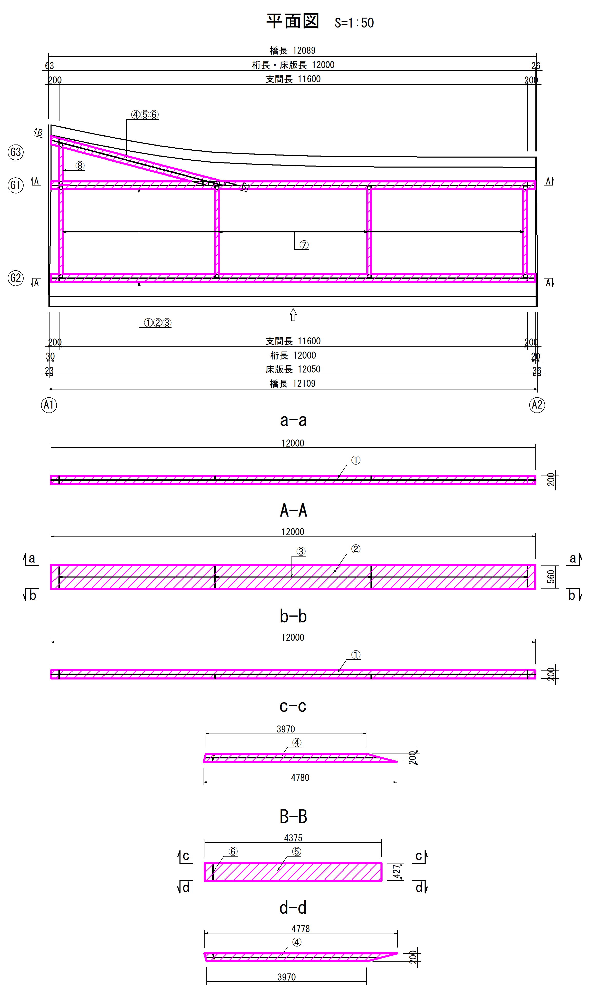 平面図 S=1:50
橋長 12089
63 桁長・床版長 12000 26
200 支間長 11600 200
④⑤⑥
B
G3
⑧
G1 A A
B
⑦
G2 A A
①②③
200 支間長 11600 200
30 桁長 12000 20
23 床版長 12050 36
橋長 12109
A1 A2
a-a
12000
①
200
A-A
12000
③ ②
a a
560
b b
b-b
12000
①
200
c-c
3970
④
200
4780
B-B
4375
⑥ ⑤
c c
427
d d
d-d
4778
④
200
3970